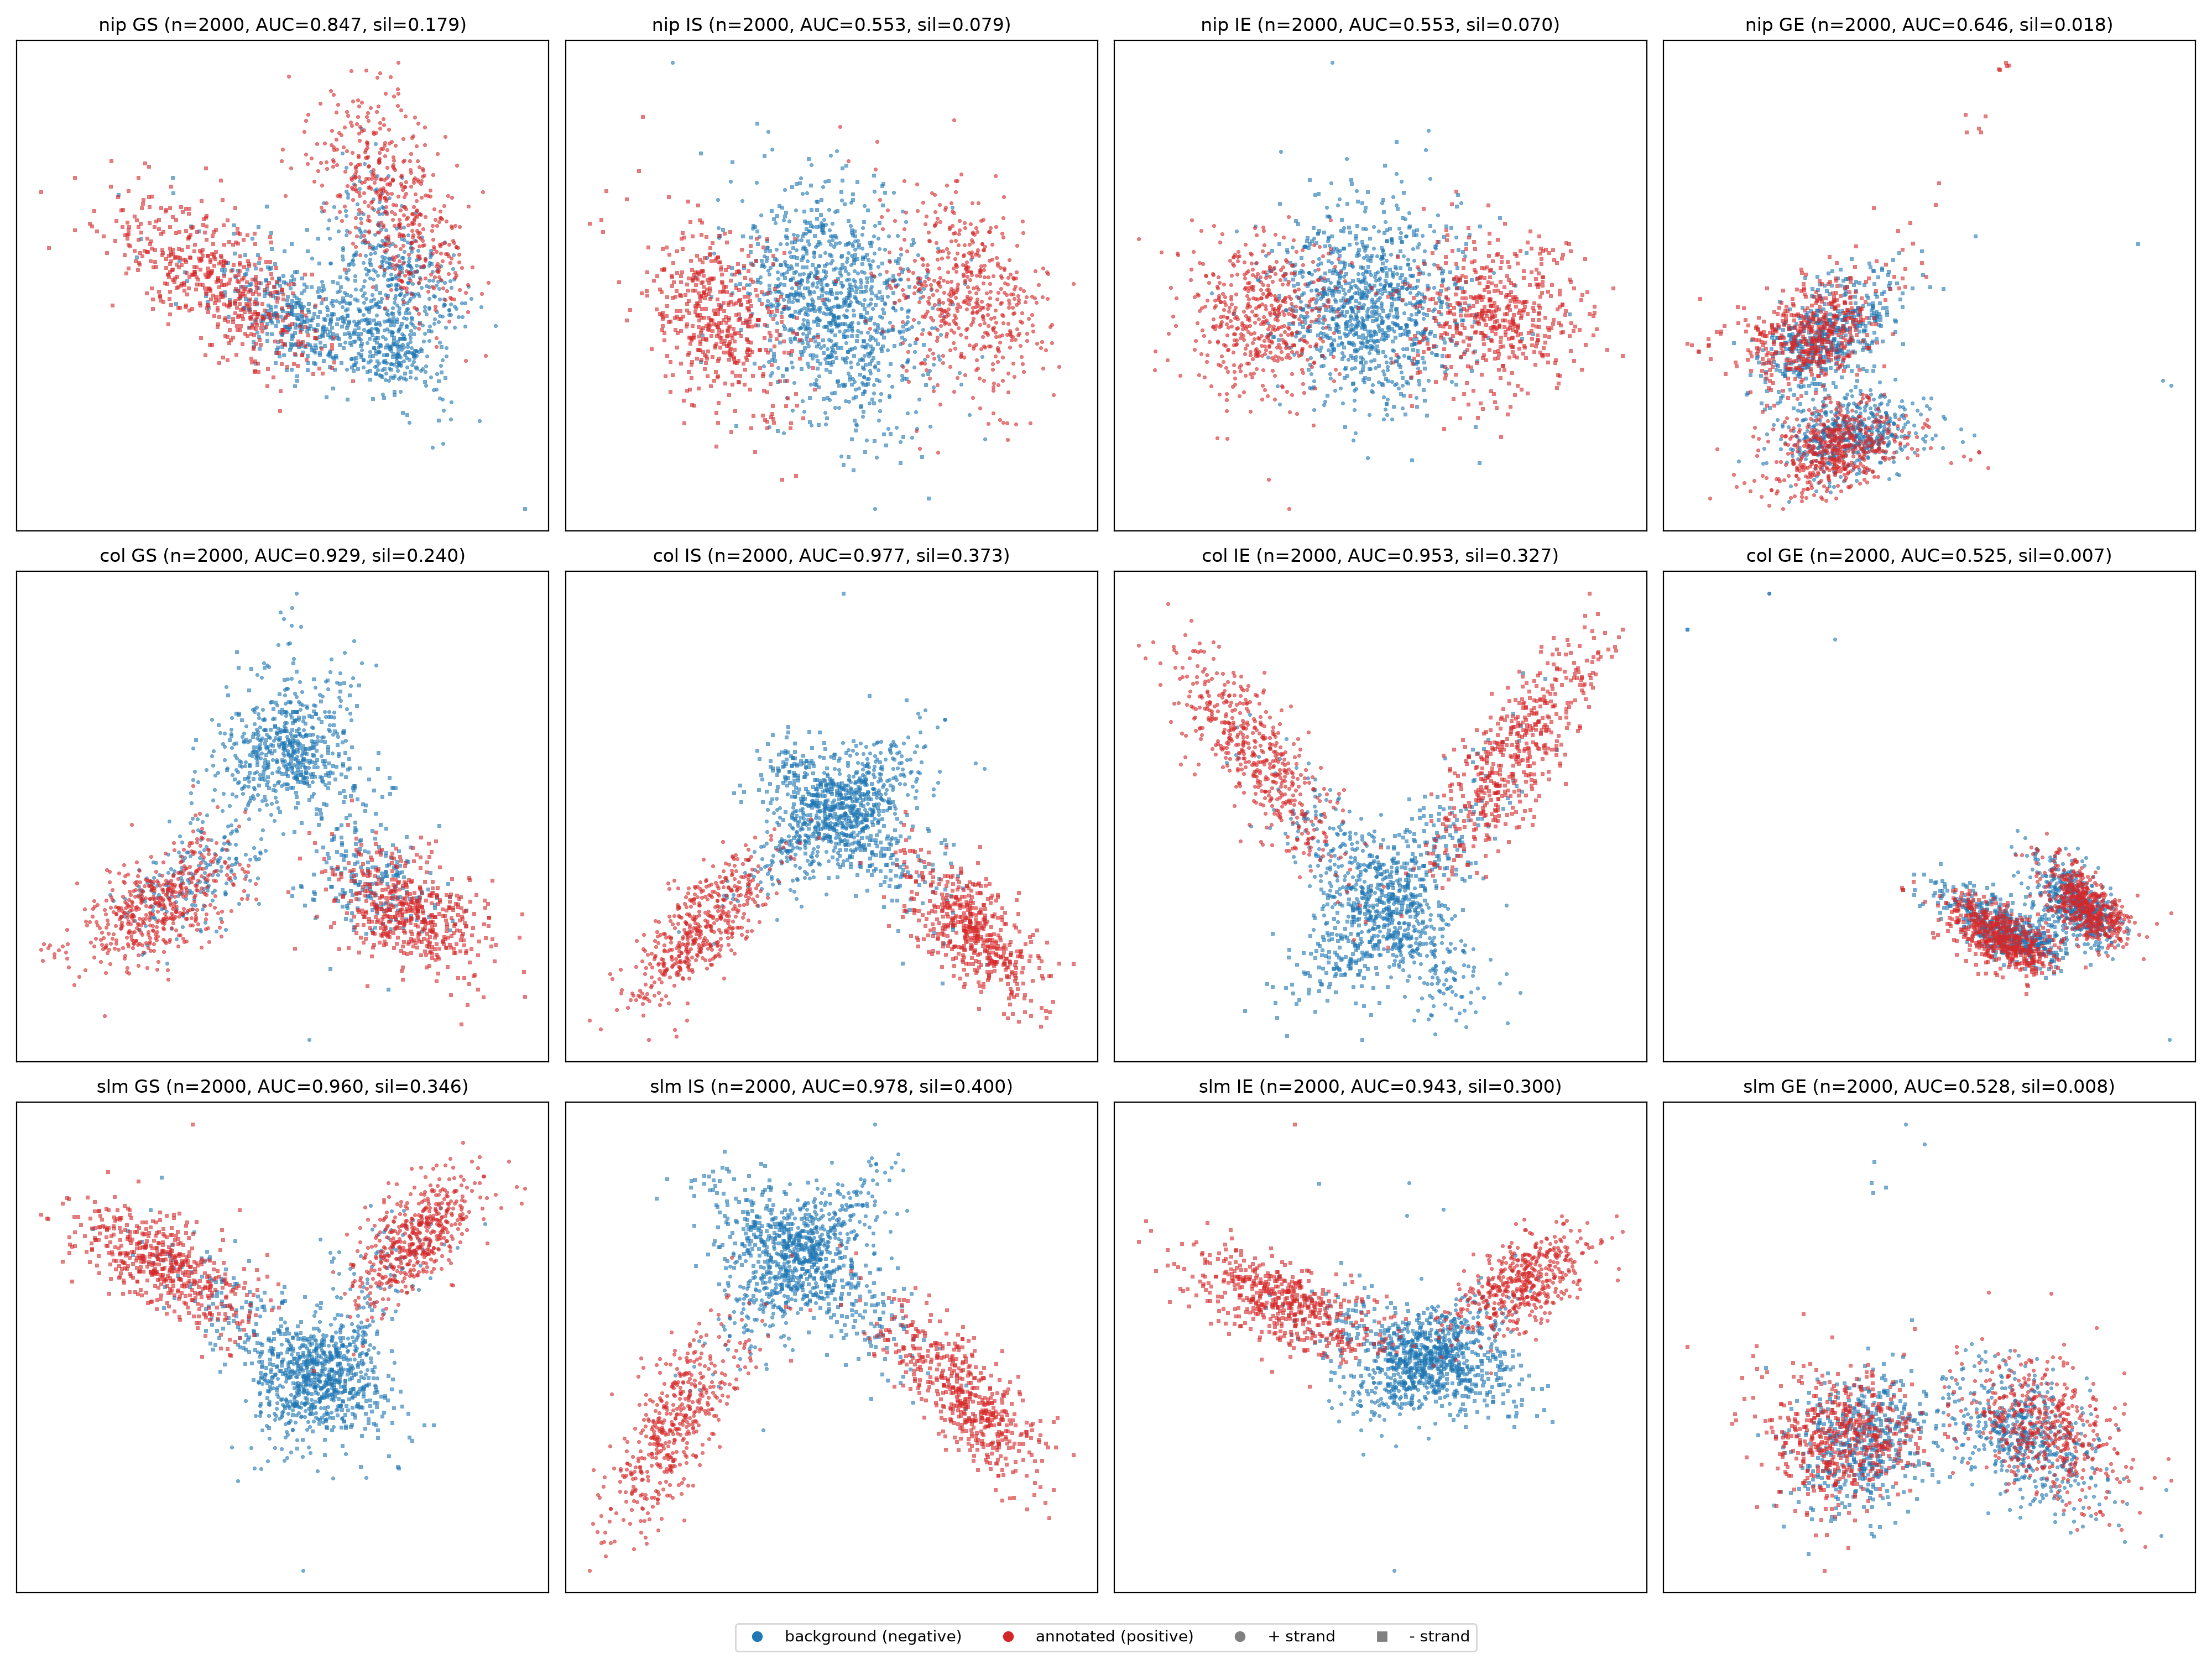 nip GS (n=2000, AUC=0.847, sil=0.179)
nip IS (n=2000, AUC=0.553, sil=0.079)
nip IE (n=2000, AUC=0.553, sil=0.070)
nip GE (n=2000, AUC=0.646, sil=0.018)
col GS (n=2000, AUC=0.929, sil=0.240)
col IS (n=2000, AUC=0.977, sil=0.373)
col IE (n=2000, AUC=0.953, sil=0.327)
col GE (n=2000, AUC=0.525, sil=0.007)
slm GS (n=2000, AUC=0.960, sil=0.346)
slm IS (n=2000, AUC=0.978, sil=0.400)
slm IE (n=2000, AUC=0.943, sil=0.300)
slm GE (n=2000, AUC=0.528, sil=0.008)
background (negative)
annotated (positive)
+ strand
- strand